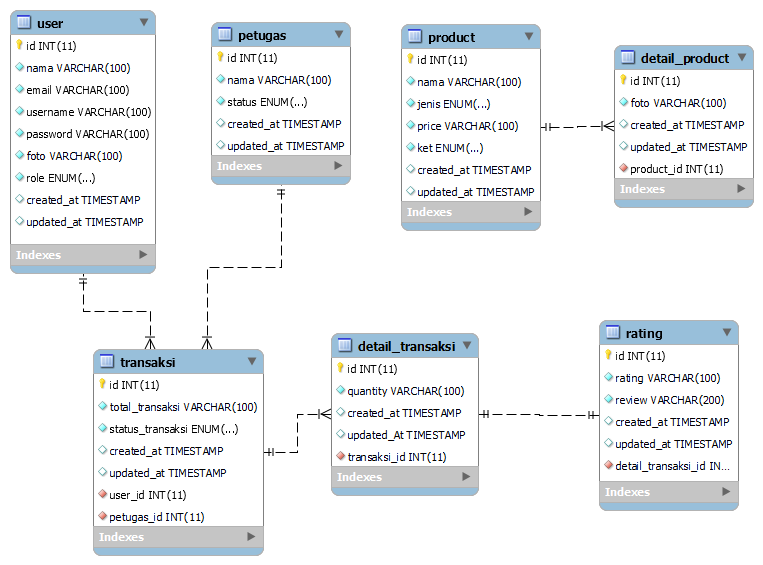 user
id INT(11)
nama VARCHAR(100)
email VARCHAR(100)
username VARCHAR(100)
password VARCHAR(100)
foto VARCHAR(100)
role ENUM(...)
created_at TIMESTAMP
updated_at TIMESTAMP
Indexes
petugas
id INT(11)
nama VARCHAR(100)
status ENUM(...)
created_at TIMESTAMP
updated_at TIMESTAMP
Indexes
product
id INT(11)
nama VARCHAR(100)
jenis ENUM(...)
price VARCHAR(100)
ket ENUM(...)
created_at TIMESTAMP
updated_at TIMESTAMP
Indexes
detail_product
id INT(11)
foto VARCHAR(100)
created_at TIMESTAMP
updated_at TIMESTAMP
product_id INT(11)
Indexes
transaksi
id INT(11)
total_transaksi VARCHAR(100)
status_transaksi ENUM(...)
created_at TIMESTAMP
updated_at TIMESTAMP
user_id INT(11)
petugas_id INT(11)
Indexes
detail_transaksi
id INT(11)
quantity VARCHAR(100)
created_at TIMESTAMP
updated_At TIMESTAMP
transaksi_id INT(11)
Indexes
rating
id INT(11)
rating VARCHAR(100)
review VARCHAR(200)
created_at TIMESTAMP
updated_at TIMESTAMP
detail_transaksi_id IN...
Indexes